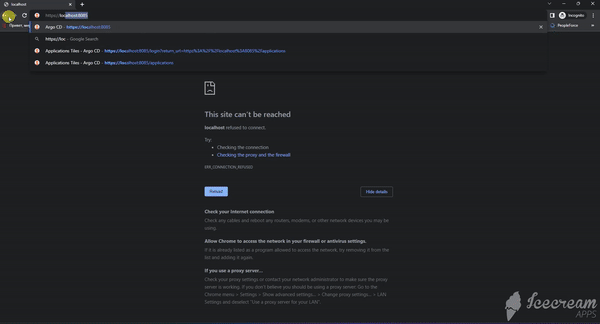 localhost
https://localhost:8085
Incognito
Argo CD - https://localhost:8085
https://loc - Google Search
PeopleForce
Applications Tiles - Argo CD - https://localhost:8085/login?return_url=https%3A%2F%2Flocalhost%3A8085%2Fapplications
Applications Tiles - Argo CD - https://localhost:8085/applications
This site can't be reached
localhost refused to connect.
Try:
• Checking the connection
• Checking the proxy and the firewall
ERR_CONNECTION_REFUSED
Hide details
Check your Internet connection
Check any cables and reboot any routers, modems, or other network devices you may be
using.
Allow Chrome to access the network in your firewall or antivirus settings.
If it is already listed as a program allowed to access the network, try removing it from the
list and adding it again.
If you use a proxy server...
Check your proxy settings or contact your network administrator to make sure the proxy
server is working. If you don't believe you should be using a proxy server: Go to the
Chrome menu > Settings > Show advanced settings... > Change proxy settings... > LAN
Settings and deselect "Use a proxy server for your LAN".
Icecream
APPS